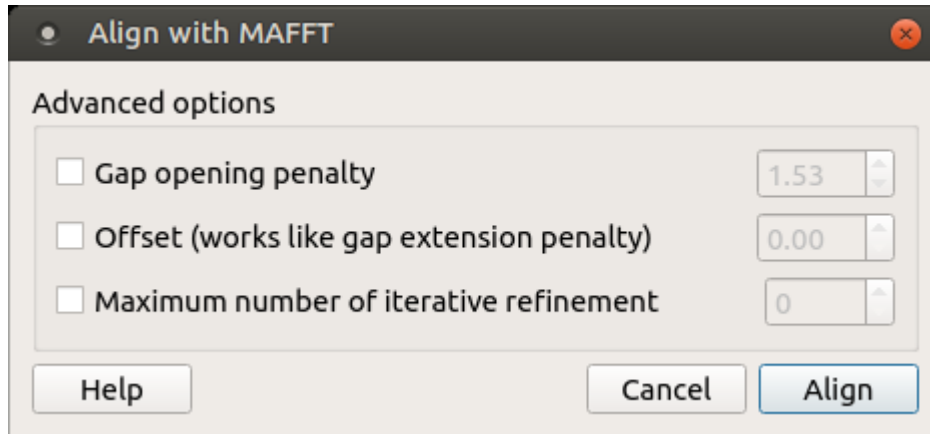 Align with MAFFT
Advanced options
Gap opening penalty 1.53
Offset (works like gap extension penalty) 0.00
Maximum number of iterative refinement 0
Help Cancel Align